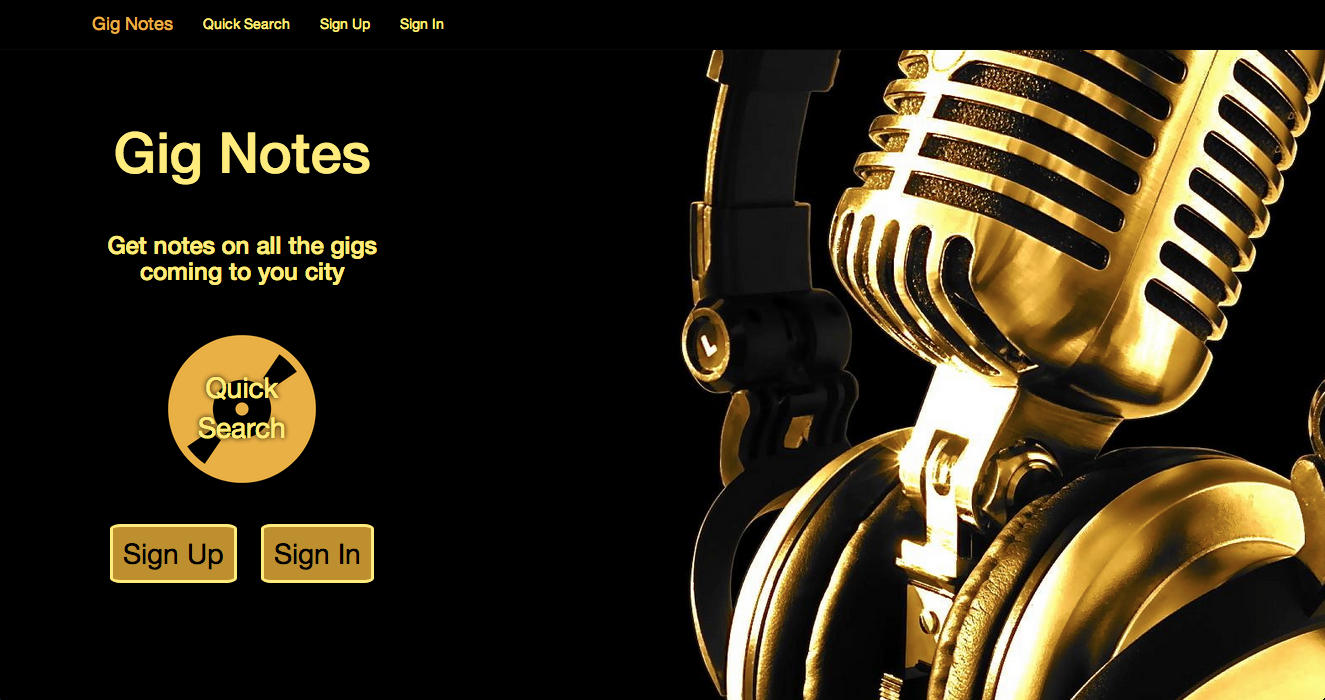 Gig Notes Quick Search Sign Up Sign In
Gig Notes
Get notes on all the gigs
coming to you city
Quick
Search
Sign Up Sign In
L